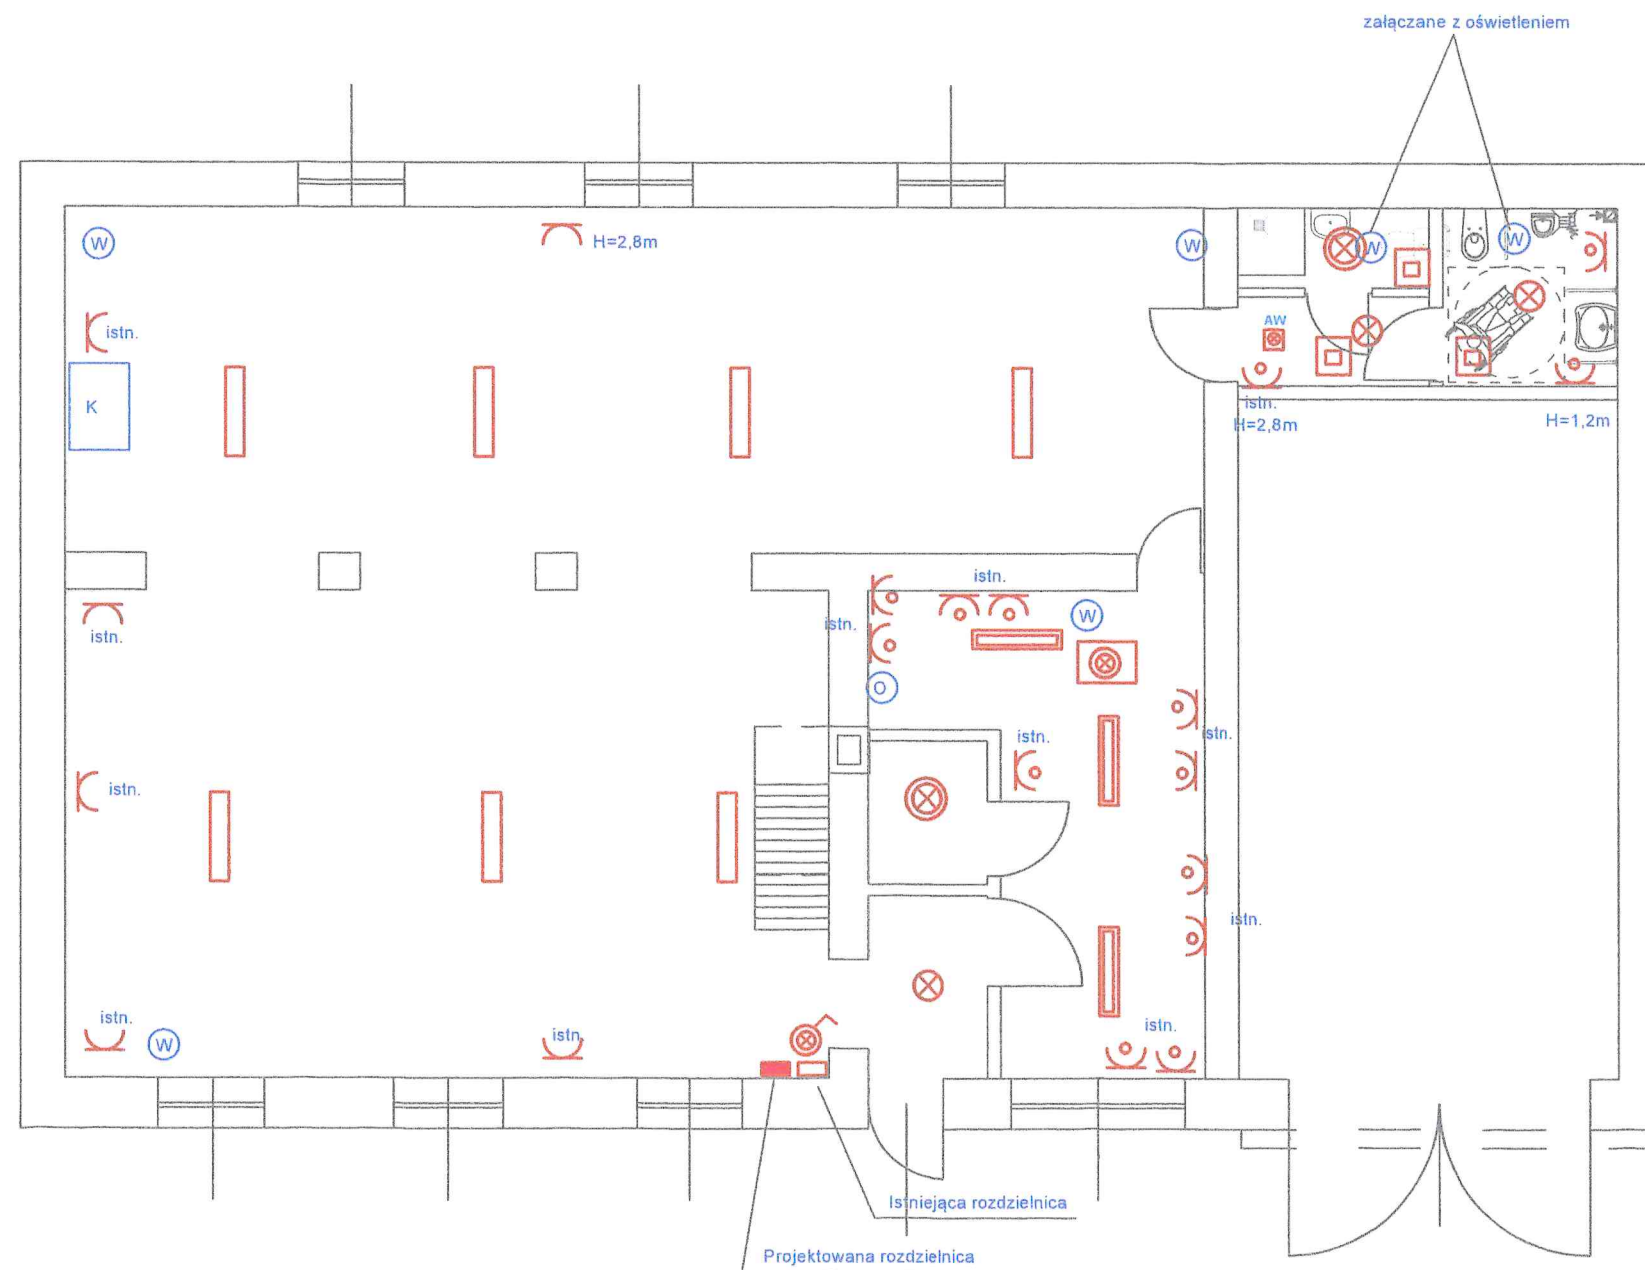 załączane z oświetleniem
W
H=2,8m
W
W
W
istn.
AW
K
istn.
H=2,8m
H=1,2m
istn.
istn.
W
istn.
O
istn.
istn.
istn.
istn.
istn.
istn.
W
istn.
istn.
Istniejąca rozdzielnica
Projektowana rozdzielnica